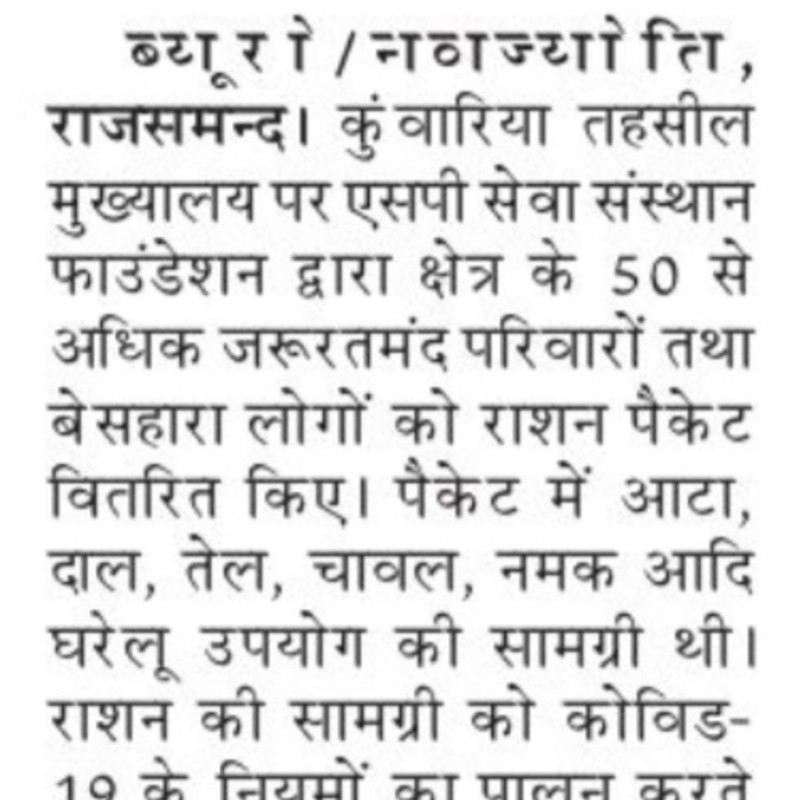 ब्यूरो/नवज्योति,
राजसमन्द। कुंवारिया तहसील
मुख्यालय पर एसपी सेवा संस्थान
फाउंडेशन द्वारा क्षेत्र के 50 से
अधिक जरूरतमंद परिवारों तथा
बेसहारा लोगों को राशन पैकेट
वितरित किए। पैकेट में आटा,
दाल, तेल, चावल, नमक आदि
घरेलू उपयोग की सामग्री थी।
राशन की सामग्री को कोविड-
19 के नियमों का पालन करते